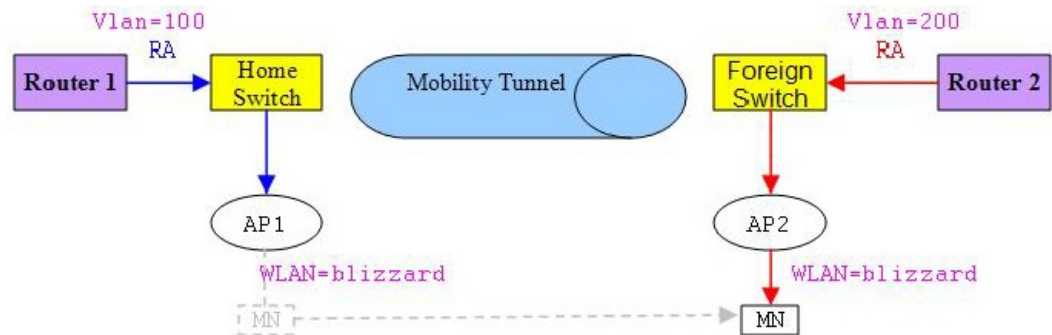 Vlan=100
RA
Router 1
Home
Switch
Mobility Tunnel
Vlan=200
RA
Foreign
Switch
Router 2
AP1
AP2
WLAN=blizzard
WLAN=blizzard
MN
MN